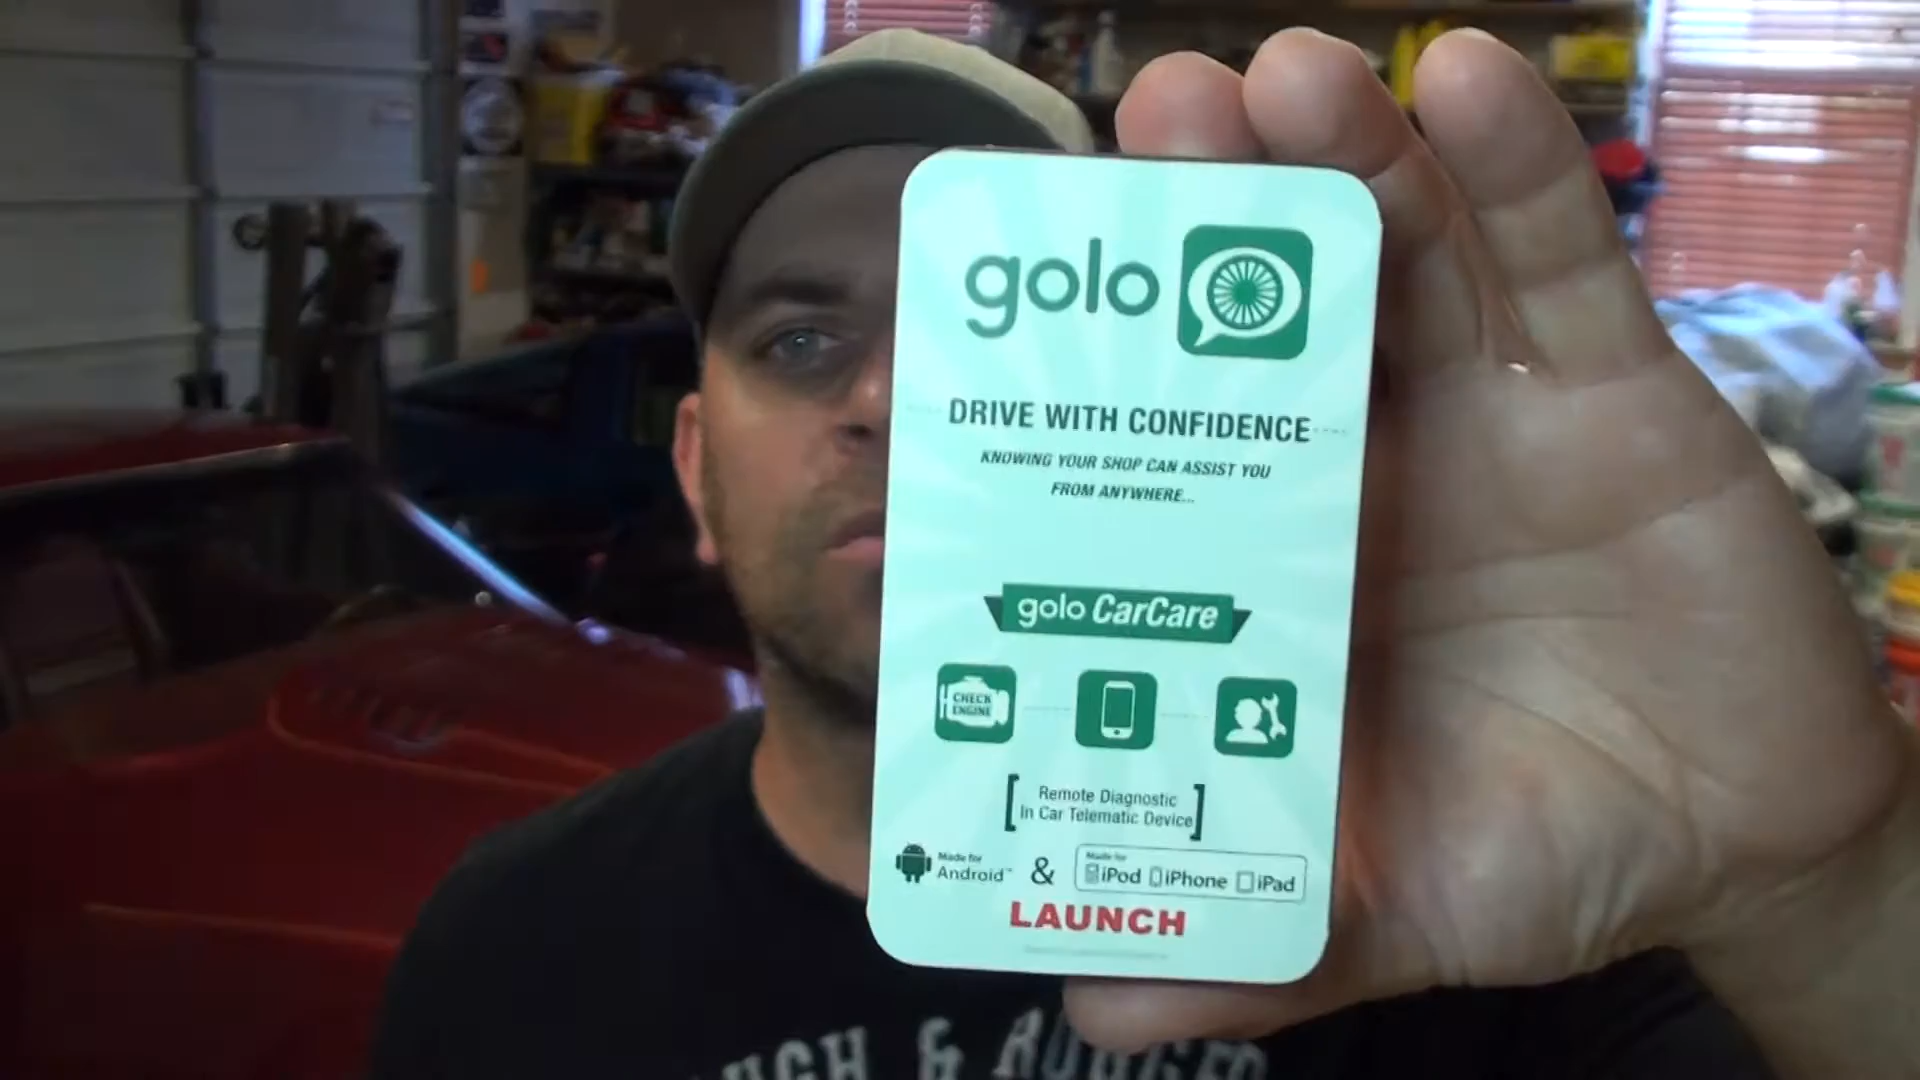 golo
DRIVE WITH CONFIDENCE
KNOWING YOUR SHOP CAN ASSIST YOU
FROM ANYWHERE...
golo CarCare
CHECK
ENGINE
Remote Diagnostic
In Car Telematic Device
Made for
Android™
&
Made for
iPod iPhone iPad
LAUNCH
&